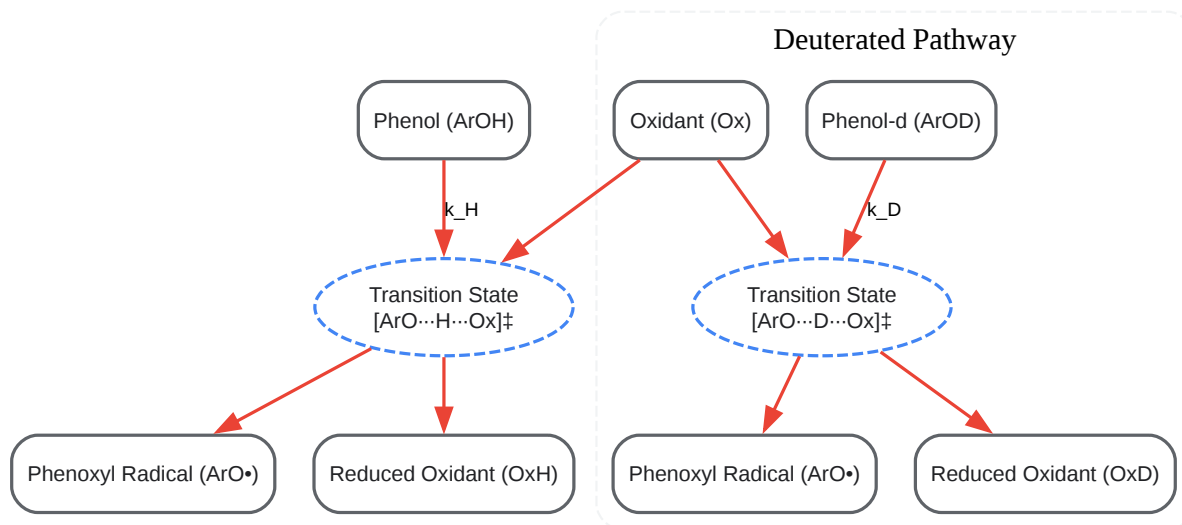 Deuterated Pathway
Phenol (ArOH)
Oxidant (Ox)
Phenol-d (ArOD)
k_H
k_D
Transition State
[ArO···H···Ox]‡
Transition State
[ArO···D···Ox]‡
Phenoxyl Radical (ArO•)
Reduced Oxidant (OxH)
Phenoxyl Radical (ArO•)
Reduced Oxidant (OxD)